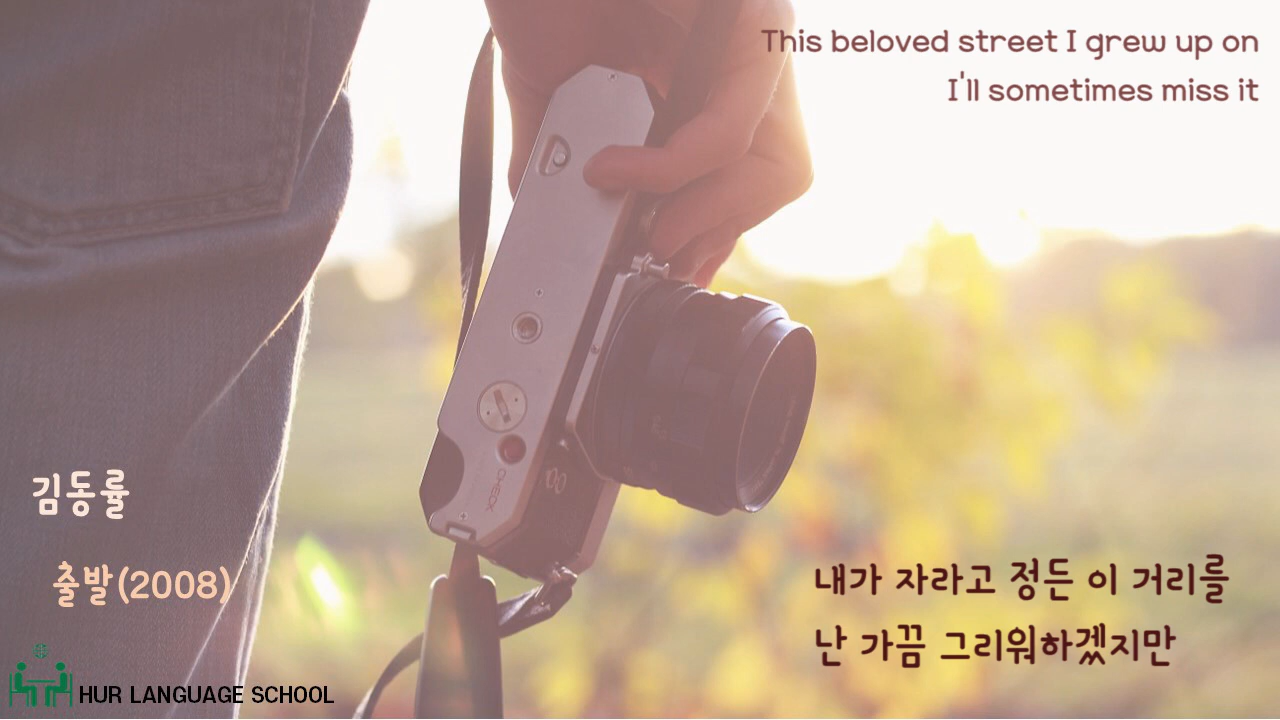 This beloved street I grew up on
I'll sometimes miss it
CHECK
김동률
출발(2008)
내가 자라고 정든 이 거리를
난 가끔 그리워하겠지만
HUR LANGUAGE SCHOOL